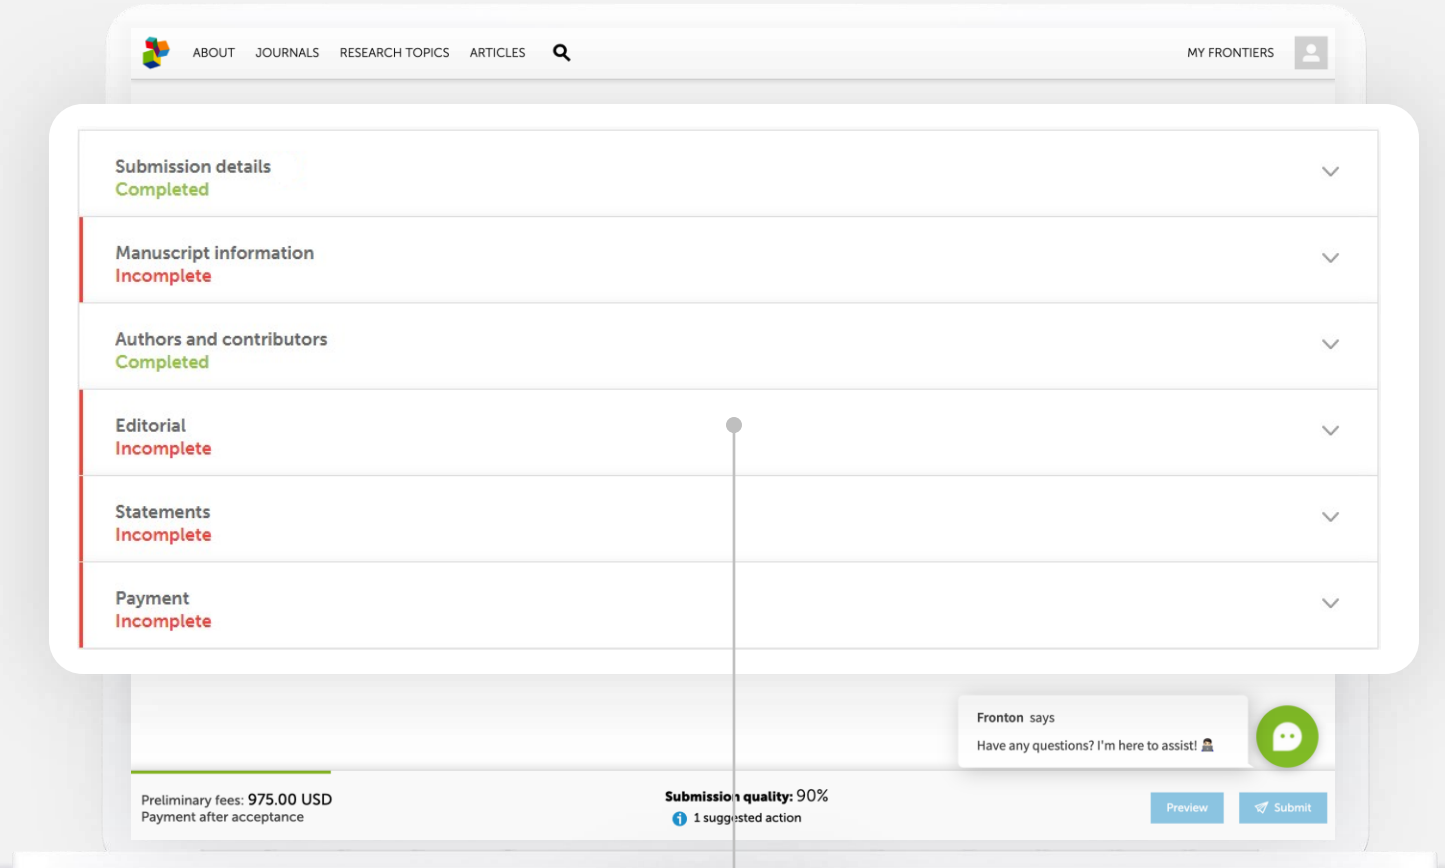 ABOUT JOURNALS RESEARCH TOPICS ARTICLES MY FRONTIERS
Submission details
Completed
Manuscript information
Incomplete
Authors and contributors
Completed
Editorial
Incomplete
Statements
Incomplete
Payment
Incomplete
Fronton says
Have any questions? I'm here to assist!
Preliminary fees: 975.00 USD
Payment after acceptance
Submission quality: 90%
1 suggested action
Preview
Submit